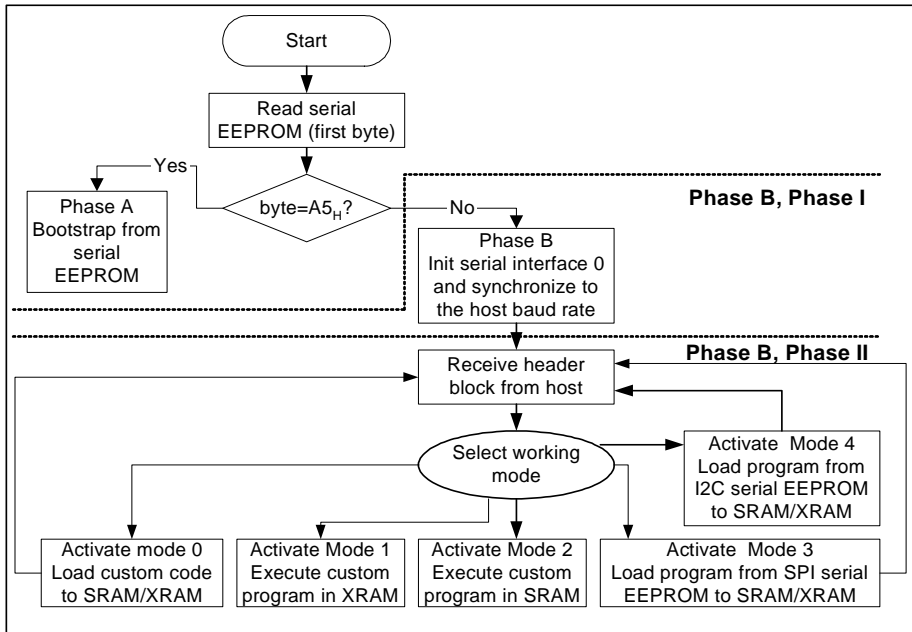 Start
Read serial
EEPROM (first byte)
Yes
byte=A5H?
No
Phase A
Bootstrap from
serial
EEPROM
Phase B, Phase I
Phase B
Init serial interface 0
and synchronize to
the host baud rate
Phase B, Phase II
Receive header
block from host
Select working
mode
Activate  Mode 4
Load program from
I2C serial EEPROM
to SRAM/XRAM
Activate mode 0
Load custom code
to SRAM/XRAM
Activate Mode 1
Execute custom
program in XRAM
Activate Mode 2
Execute custom
program in SRAM
Activate  Mode 3
Load program from SPI serial
EEPROM to SRAM/XRAM